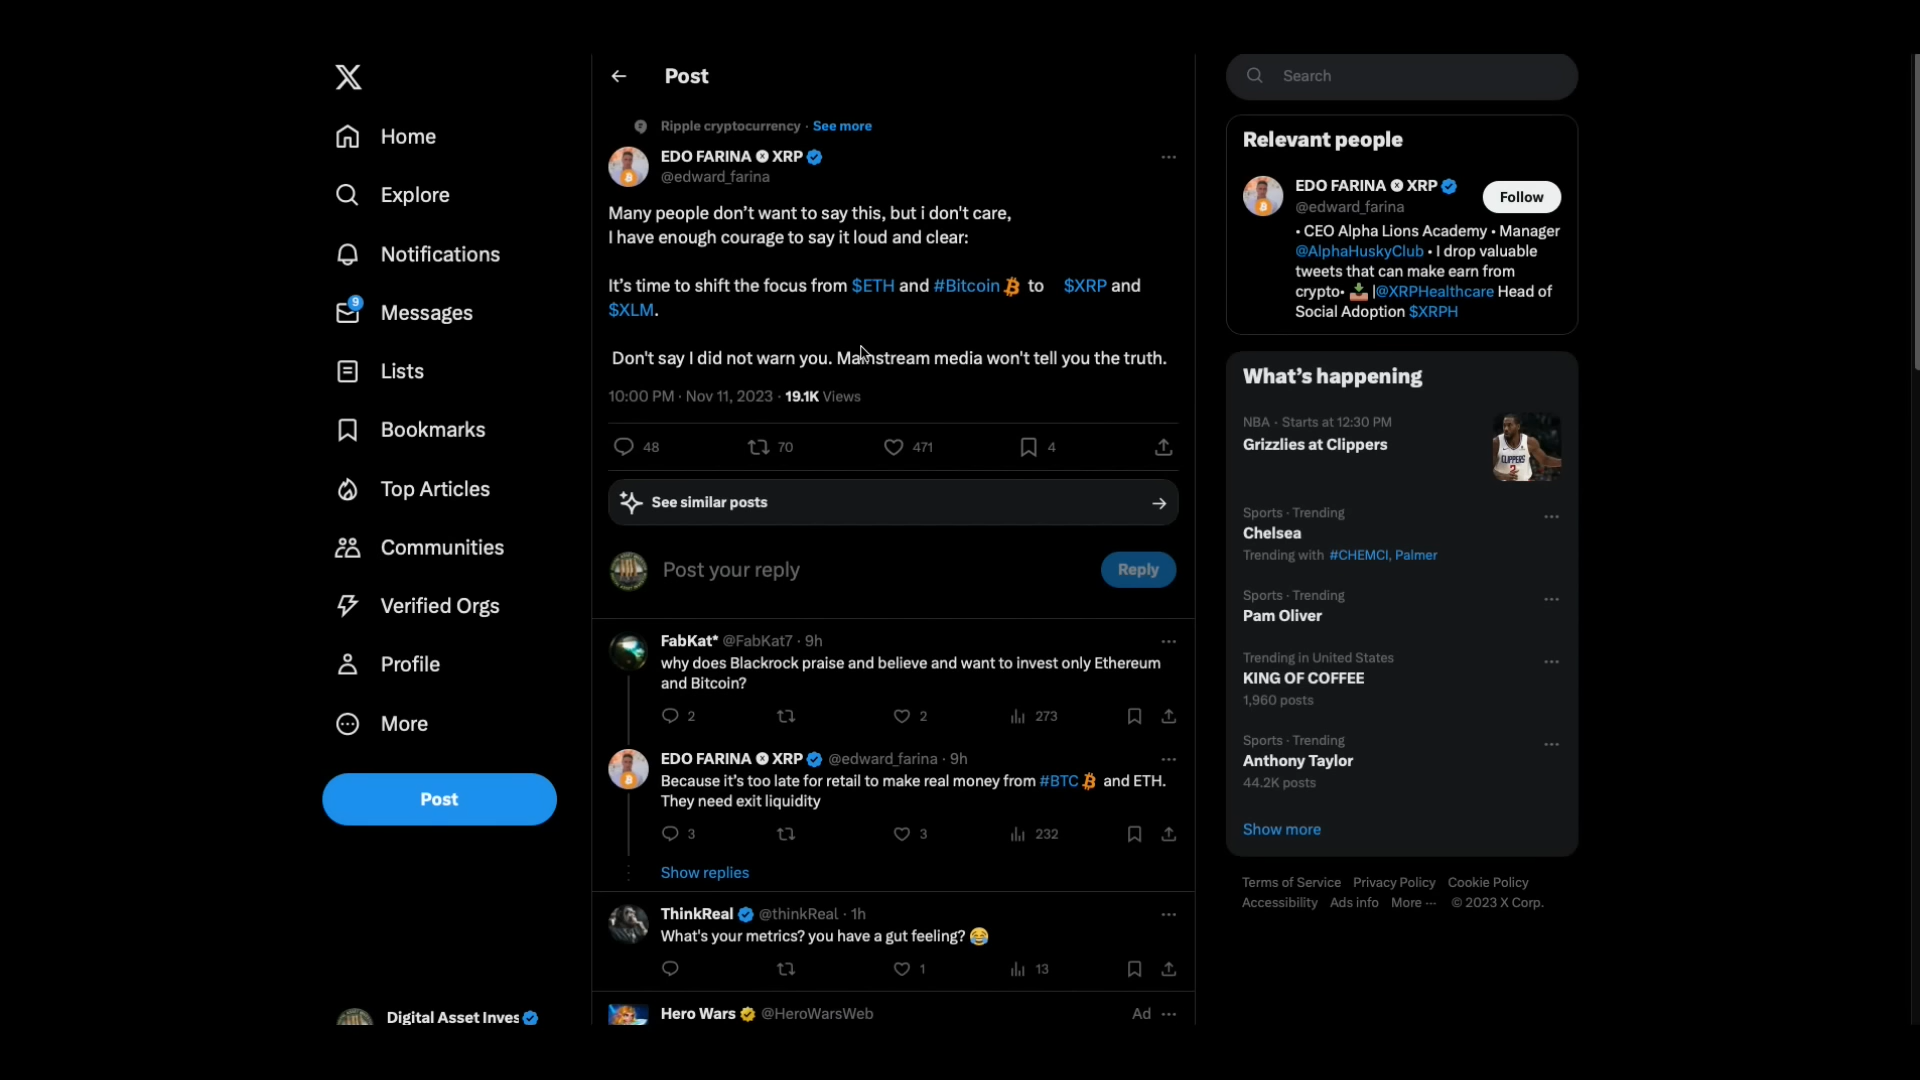 Home
Explore
Notifications
9
Messages
Lists
Bookmarks
Top Articles
Communities
Verified Orgs
Profile
More
Post
Digital Asset Inves
Post
Ripple cryptocurrency · See more
EDO FARINA XRP
@edward_farina
Many people don’t want to say this, but i don't care,
I have enough courage to say it loud and clear:
It’s time to shift the focus from $ETH and #Bitcoin to $XRP and
$XLM.
Don't say I did not warn you. Mainstream media won't tell you the truth.
10:00 PM · Nov 11, 2023 · 19.1K Views
48 70 471 4
See similar posts
Post your reply
Reply
FabKat* @FabKat7 · 9h
why does Blackrock praise and believe and want to invest only Ethereum
and Bitcoin?
2 2 273
EDO FARINA XRP @edward_farina · 9h
Because it’s too late for retail to make real money from #BTC and ETH.
They need exit liquidity
3 3 232
Show replies
ThinkReal @thinkReal · 1h
What's your metrics? you have a gut feeling? 😂
1 13
Hero Wars @HeroWarsWeb Ad
Search
Relevant people
EDO FARINA XRP
@edward_farina
Follow
• CEO Alpha Lions Academy • Manager
@AlphaHuskyClub • I drop valuable
tweets that can make earn from
crypto• 📥 |@XRPHealthcare Head of
Social Adoption $XRPH
What’s happening
NBA · Starts at 12:30 PM
Grizzlies at Clippers
CLIPPERS
2
Sports · Trending
Chelsea
Trending with #CHEMCI, Palmer
Sports · Trending
Pam Oliver
Trending in United States
KING OF COFFEE
1,960 posts
Sports · Trending
Anthony Taylor
44.2K posts
Show more
Terms of Service Privacy Policy Cookie Policy
Accessibility Ads info More ··· © 2023 X Corp.